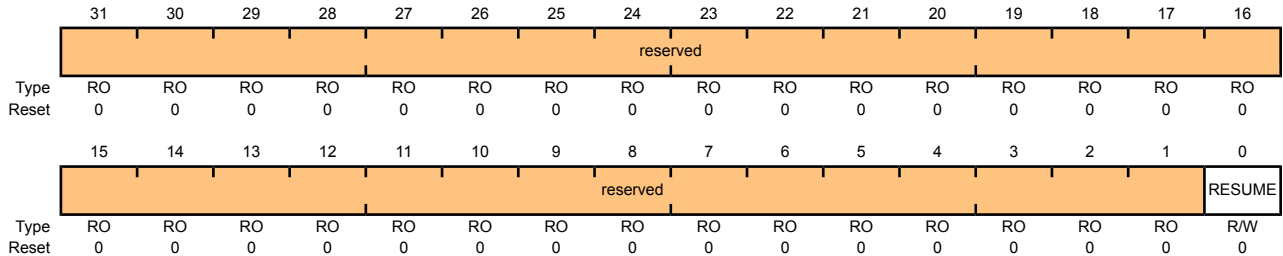 31 30 29 28 27 26 25 24 23 22 21 20 19 18 17 16
reserved
Type RO RO RO RO RO RO RO RO RO RO RO RO RO RO RO RO
Reset 0 0 0 0 0 0 0 0 0 0 0 0 0 0 0 0
15 14 13 12 11 10 9 8 7 6 5 4 3 2 1 0
reserved RESUME
Type RO RO RO RO RO RO RO RO RO RO RO RO RO RO RO R/W
Reset 0 0 0 0 0 0 0 0 0 0 0 0 0 0 0 0